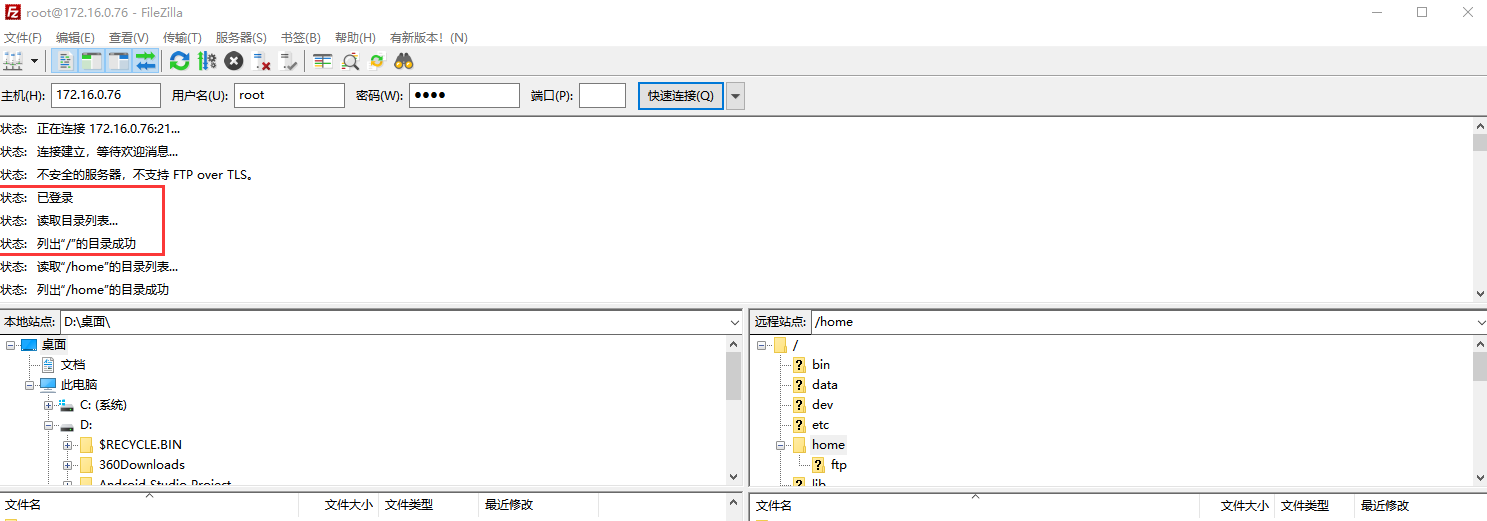 root@172.16.0.76 - FileZilla
文件(F) 编辑(E) 查看(V) 传输(T) 服务器(S) 书签(B) 帮助(H) 有新版本！(N)
主机(H): 172.16.0.76 用户名(U): root 密码(W): ●●●● 端口(P): 快速连接(Q)
状态: 正在连接 172.16.0.76:21...
状态: 连接建立，等待欢迎消息...
状态: 不安全的服务器，不支持 FTP over TLS。
状态: 已登录
状态: 读取目录列表...
状态: 列出“/”的目录成功
状态: 读取“/home”的目录列表...
状态: 列出“/home”的目录成功
本地站点: D:\桌面\
桌面
文档
此电脑
C: (系统)
D:
$RECYCLE.BIN
360Downloads
Android Studio Project
文件名 文件大小 文件类型 最近修改
远程站点: /home
/
bin
data
dev
etc
home
ftp
lib
文件名 文件大小 文件类型 最近修改